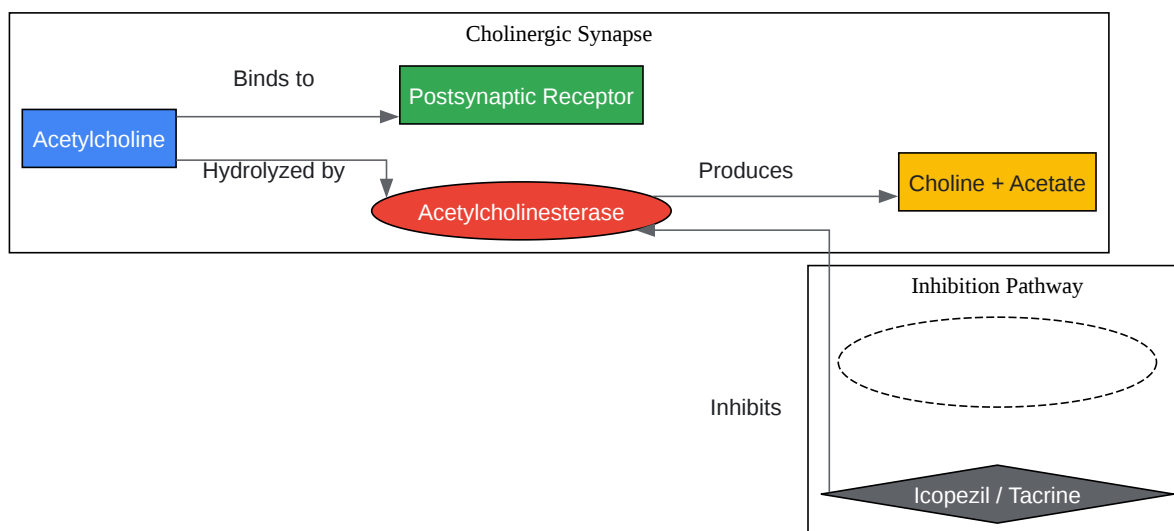 Cholinergic Synapse
Binds to
Postsynaptic Receptor
Acetylcholine
Hydrolyzed by
Produces
Choline + Acetate
Acetylcholinesterase
Inhibition Pathway
Inhibits
Icopezil / Tacrine